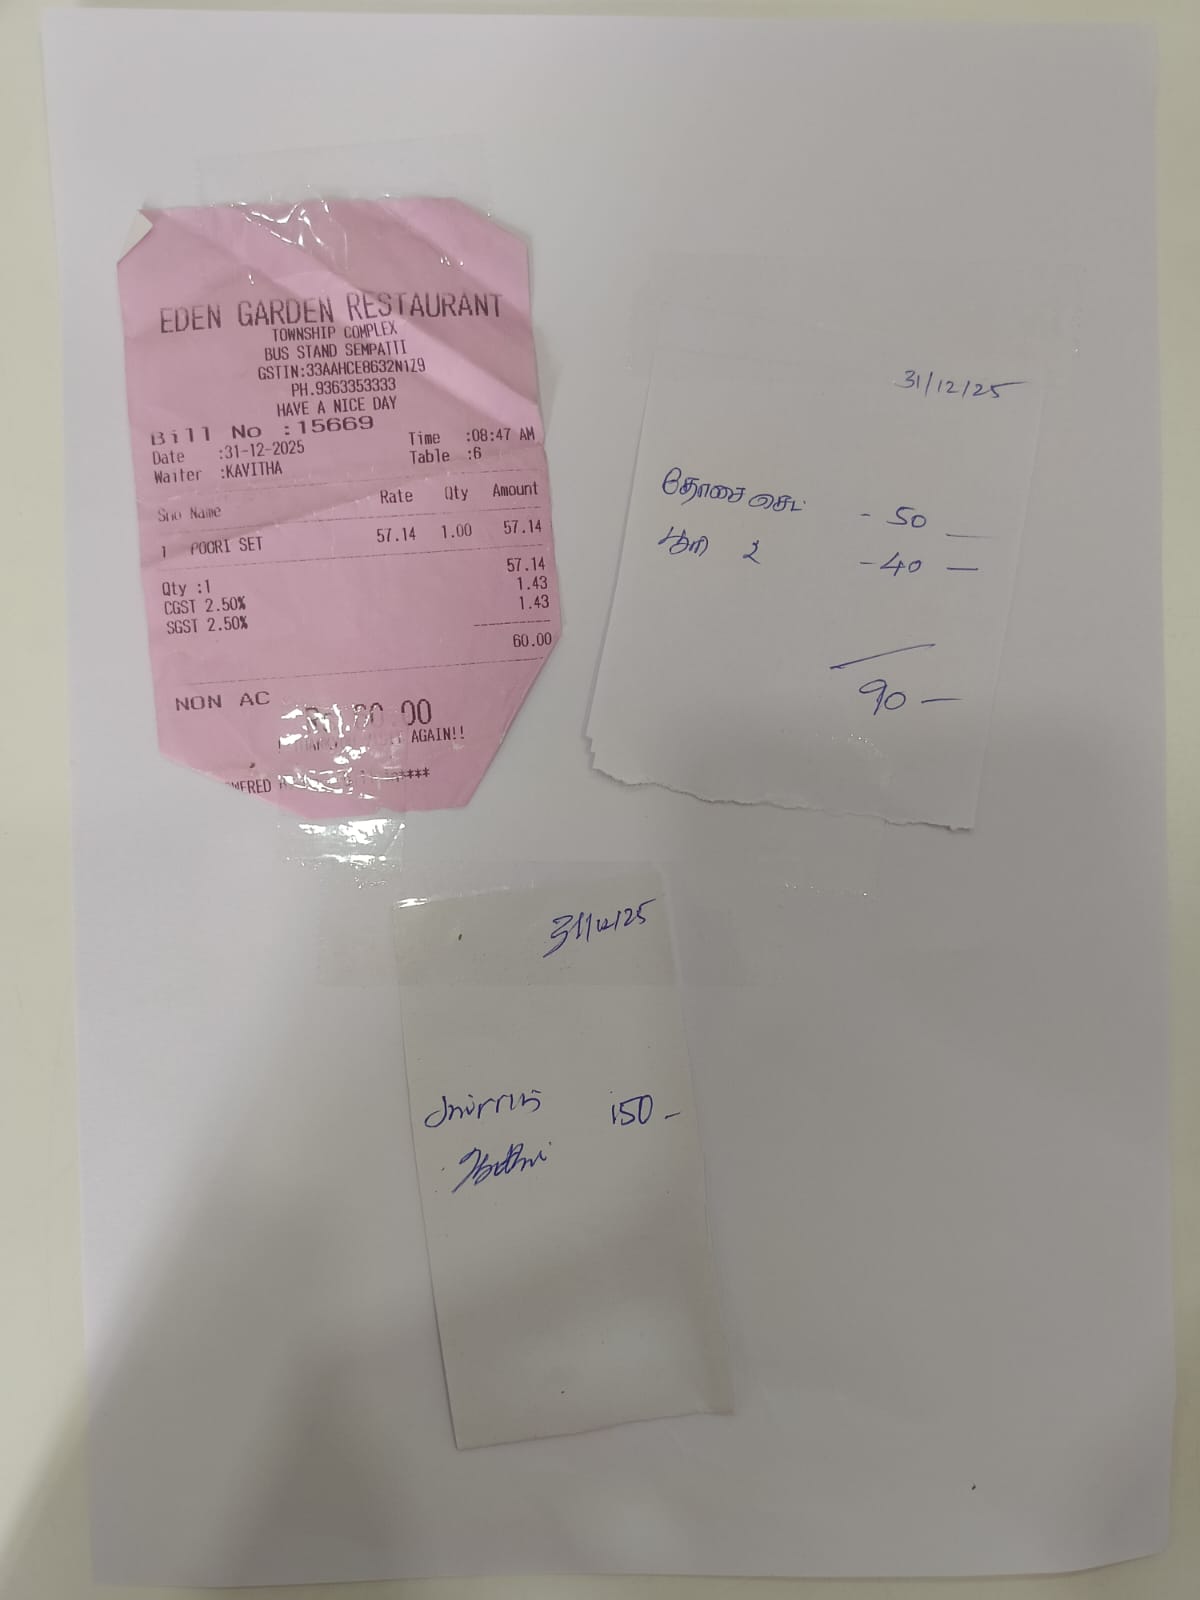 EDEN GARDEN RESTAURANT
TOWNSHIP COMPLEX
BUS STAND SEMPATTI
GSTIN:33AAHCE8632N1Z9
PH.9363353333
HAVE A NICE DAY
Bill No :15669
Date :31-12-2025 Time :08:47 AM
Waiter :KAVITHA Table :6
Sno Name Rate Qty Amount
1 POORI SET 57.14 1.00 57.14
57.14
Qty :1
CGST 2.50% 1.43
SGST 2.50% 1.43
60.00
NON AC
AGAIN!!
31/12/25
தோசை செட் - 50
பூரி 2 - 40 —
90 —
31/12/25
150 -